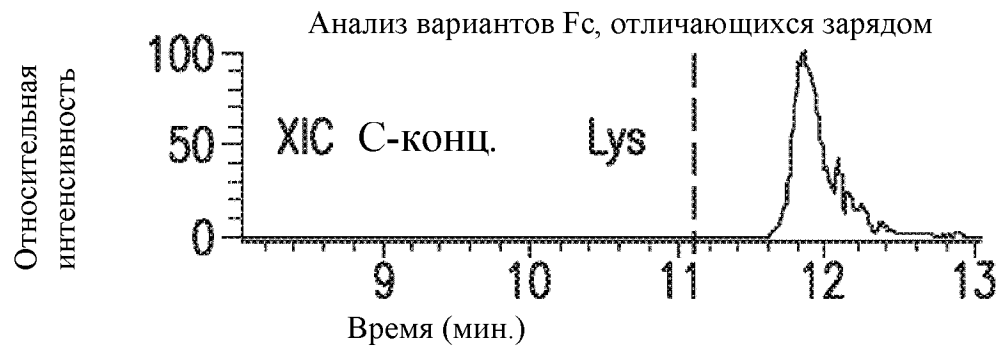 Анализ вариантов Fc, отличающихся зарядом
Относительная
интенсивность
100
50
0
XIC С-конц. Lys
9 10 11 12 13
Время (мин.)